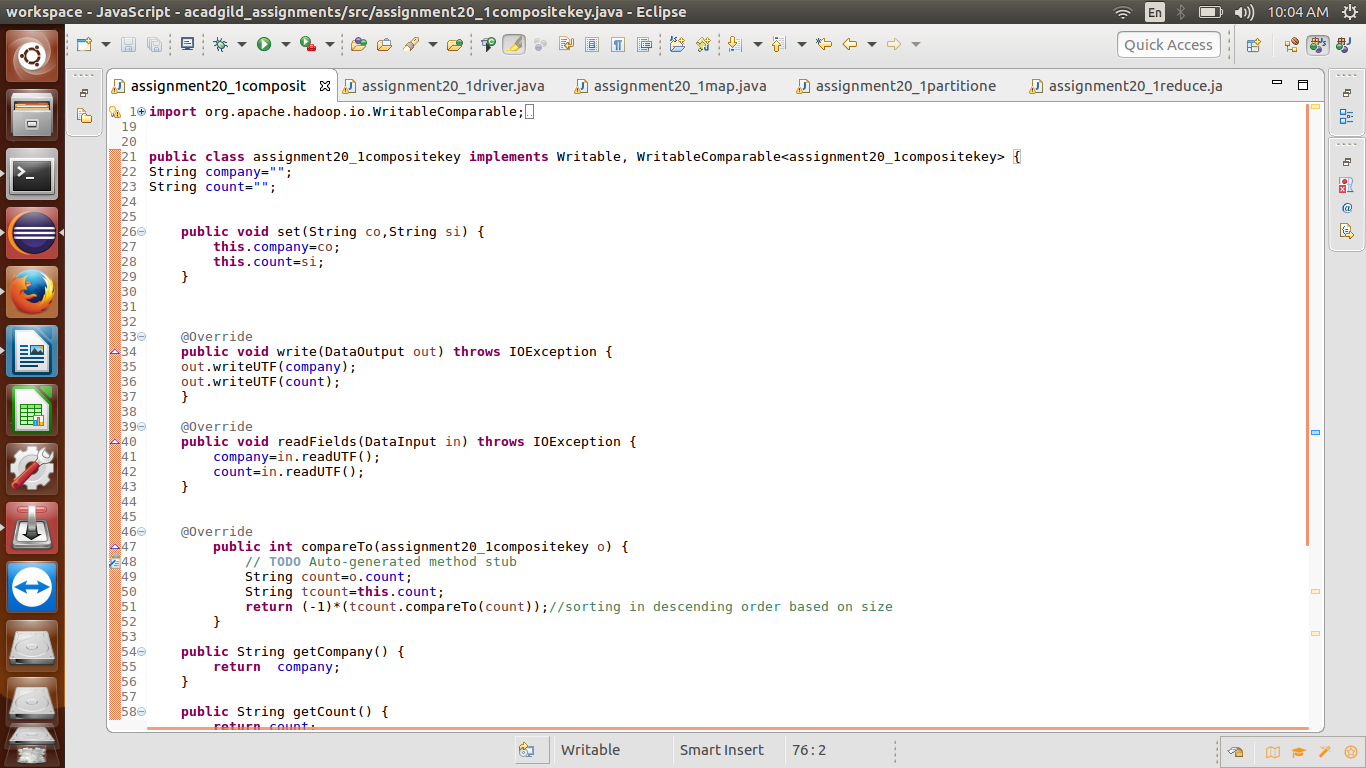 workspace - JavaScript - acadgild_assignments/src/assignment20_1compositekey.java - Eclipse
En
10:04 AM
Quick Access
assignment20_1composit
assignment20_1driver.java
assignment20_1map.java
assignment20_1partitione
assignment20_1reduce.ja
1 import org.apache.hadoop.io.WritableComparable;
19
20
21 public class assignment20_1compositekey implements Writable, WritableComparable<assignment20_1compositekey> {
22 String company="";
23 String count="";
24
25
26 public void set(String co,String si) {
27 this.company=co;
28 this.count=si;
29 }
30
31
32
33 @Override
34 public void write(DataOutput out) throws IOException {
35 out.writeUTF(company);
36 out.writeUTF(count);
37 }
38
39 @Override
40 public void readFields(DataInput in) throws IOException {
41 company=in.readUTF();
42 count=in.readUTF();
43 }
44
45
46 @Override
47 public int compareTo(assignment20_1compositekey o) {
48 // TODO Auto-generated method stub
49 String count=o.count;
50 String tcount=this.count;
51 return (-1)*(tcount.compareTo(count));//sorting in descending order based on size
52 }
53
54 public String getCompany() {
55 return  company;
56 }
57
58 public String getCount() {
return count;
Writable
Smart Insert
76 : 2